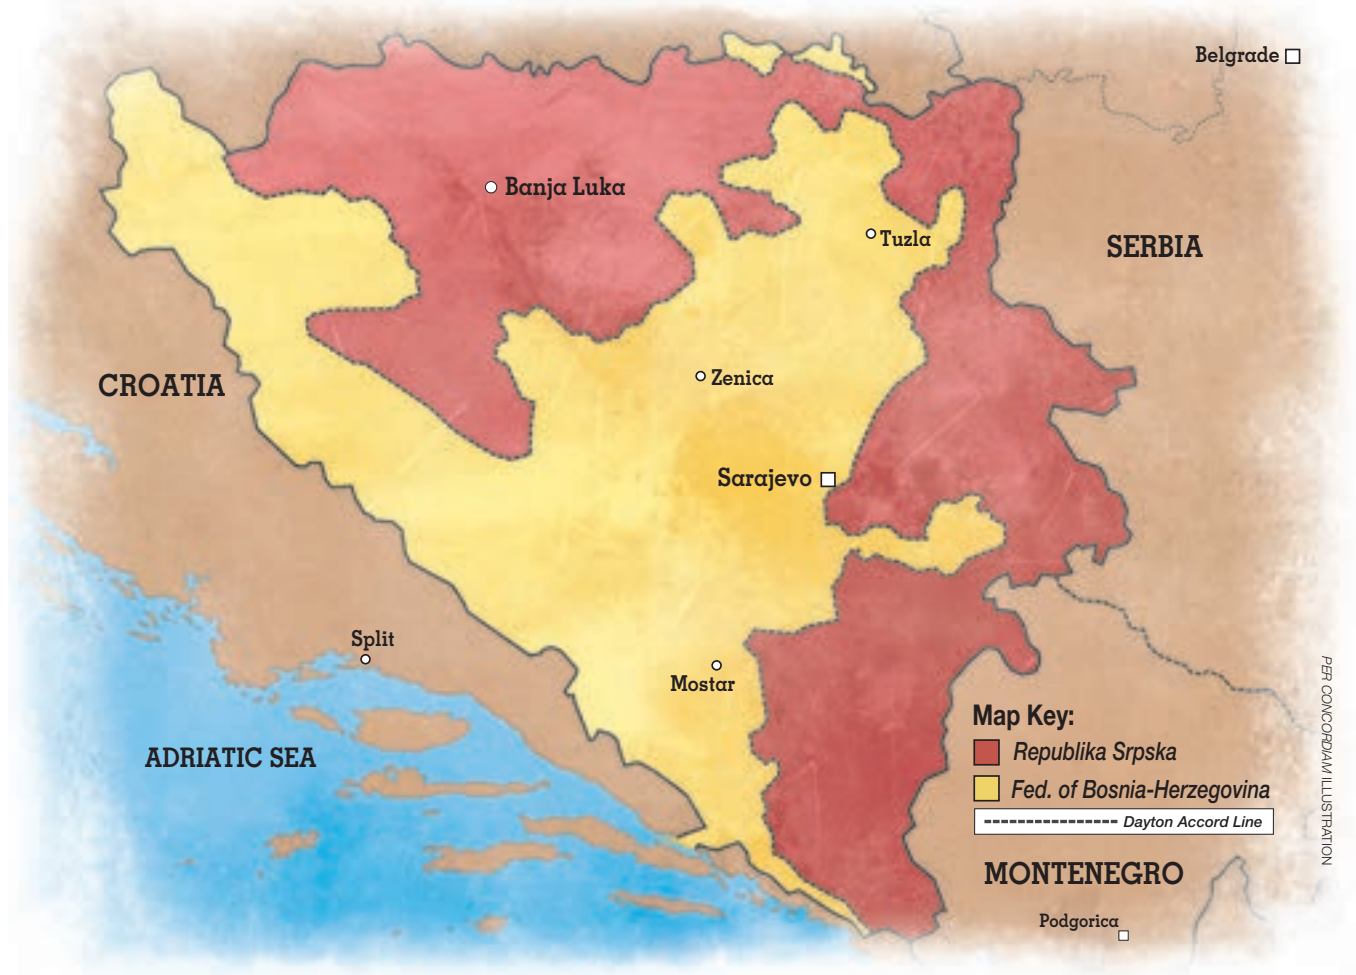 Belgrade
Banja Luka
Tuzla
SERBIA
CROATIA
Zenica
Sarajevo
Split
Mostar
ADRIATIC SEA
Map Key:
Republika Srpska
Fed. of Bosnia-Herzegovina
Dayton Accord Line
MONTENEGRO
Podgorica
PER CONCORDIAM ILLUSTRATION